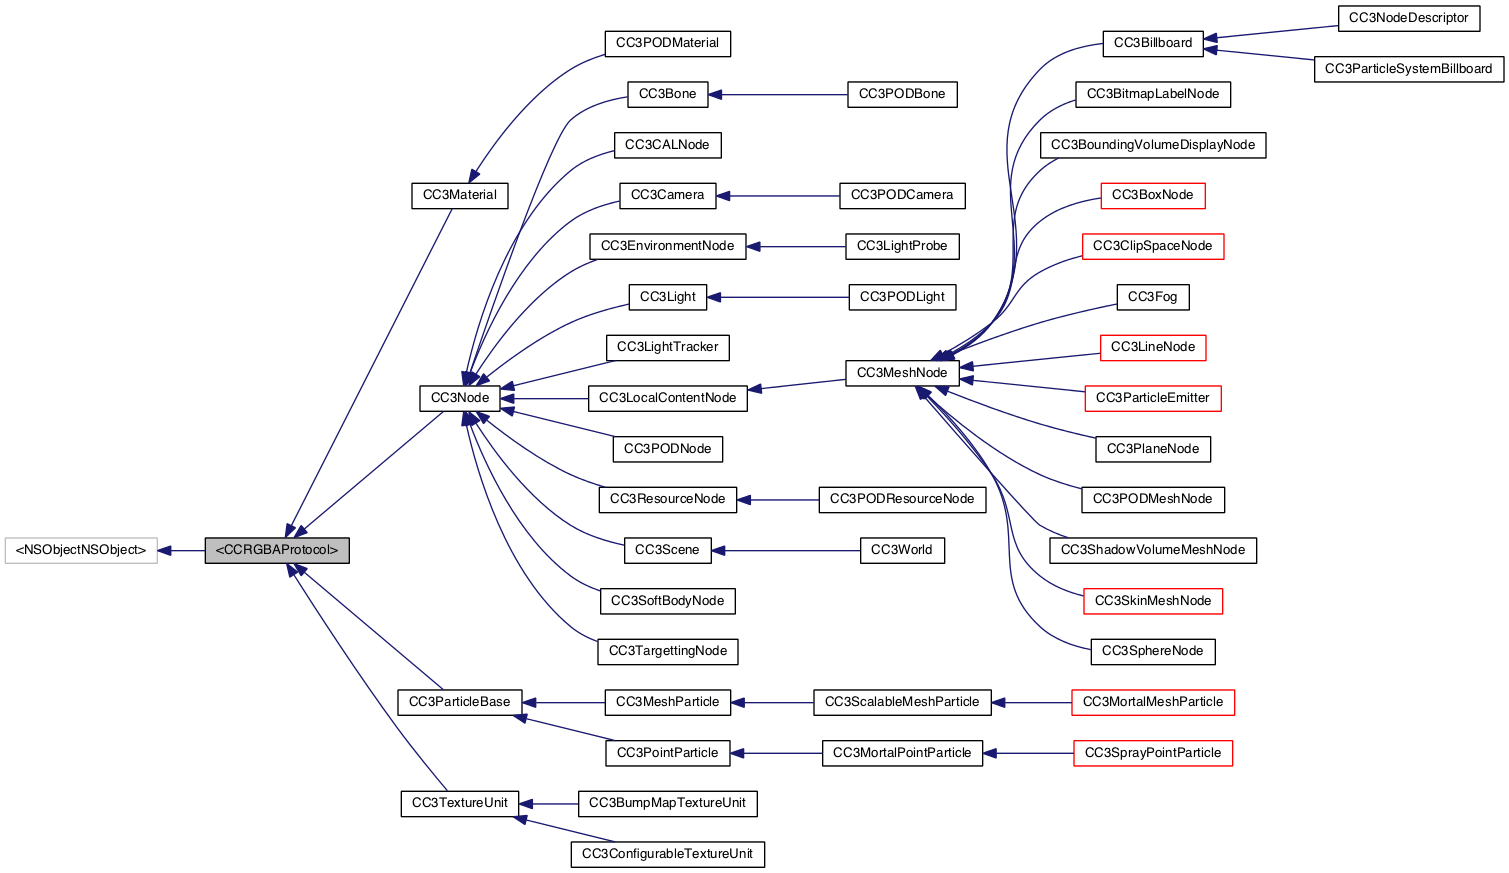 CC3NodeDescriptor
CC3PODMaterial
CC3Billboard
CC3ParticleSystemBillboard
CC3Bone
CC3PODBone
CC3BitmapLabelNode
CC3CALNode
CC3BoundingVolumeDisplayNode
CC3Material
CC3Camera
CC3PODCamera
CC3BoxNode
CC3EnvironmentNode
CC3LightProbe
CC3ClipSpaceNode
CC3Light
CC3PODLight
CC3Fog
CC3LightTracker
CC3LineNode
CC3MeshNode
CC3Node
CC3LocalContentNode
CC3ParticleEmitter
CC3PODNode
CC3PlaneNode
CC3ResourceNode
CC3PODResourceNode
CC3PODMeshNode
<NSObjectNSObject>
<CCRGBAProtocol>
CC3Scene
CC3World
CC3ShadowVolumeMeshNode
CC3SoftBodyNode
CC3SkinMeshNode
CC3TargettingNode
CC3SphereNode
CC3ParticleBase
CC3MeshParticle
CC3ScalableMeshParticle
CC3MortalMeshParticle
CC3PointParticle
CC3MortalPointParticle
CC3SprayPointParticle
CC3TextureUnit
CC3BumpMapTextureUnit
CC3ConfigurableTextureUnit